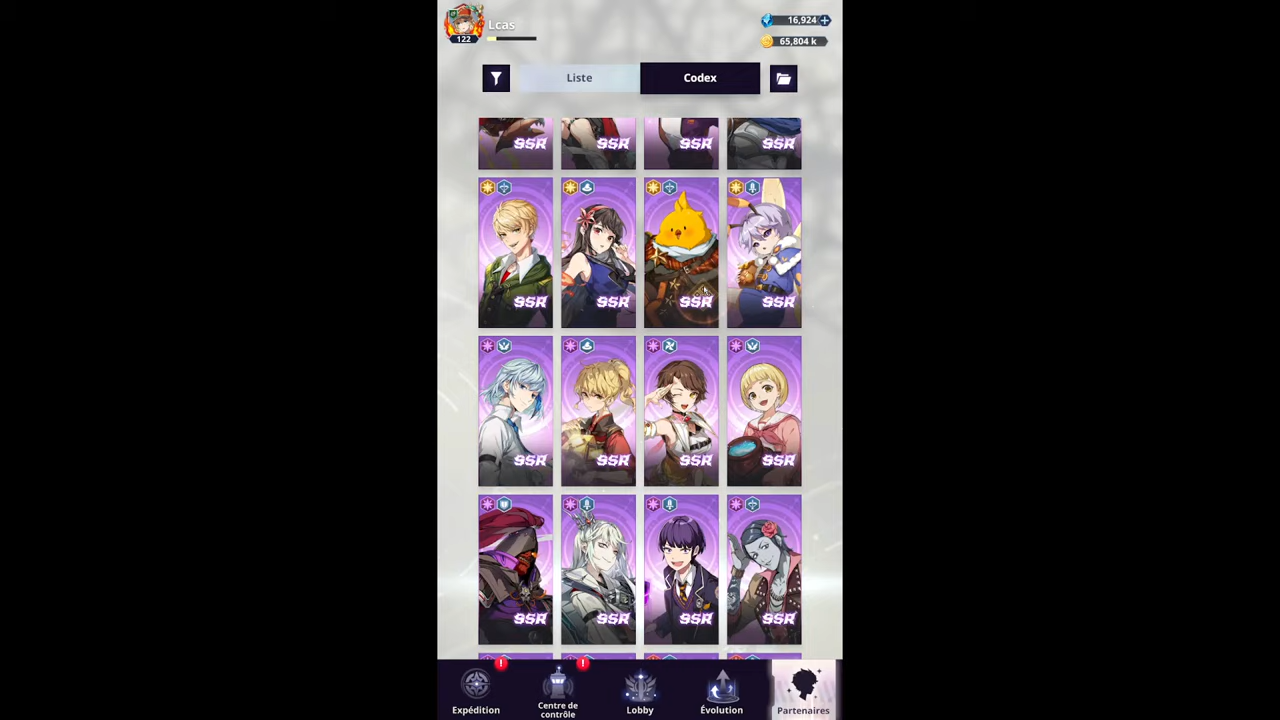 Lcas
122
16,924
65,804 k
Liste
Codex
SSR SSR SSR SSR
SSR SSR SSR SSR
SSR SSR SSR SSR
SSR SSR SSR SSR
Expédition
Centre de
contrôle
Lobby
Évolution
Partenaires